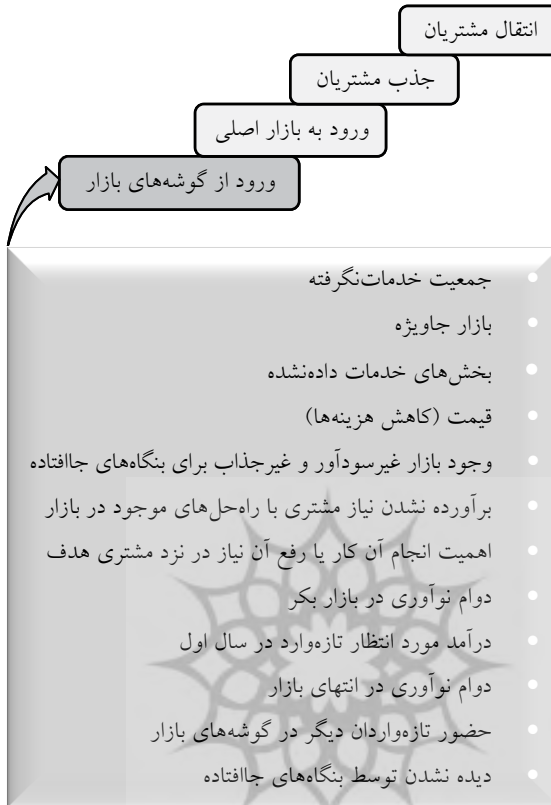 انتقال مشتریان
جذب مشتریان
ورود به بازار اصلی
ورود از گوشه‌های بازار
جمعیت خدمات‌نگرفته
بازار جاویژه
بخش‌های خدمات داده‌نشده
قیمت (کاهش هزینه‌ها)
وجود بازار غیرسودآور و غیرجذاب برای بنگاه‌های جاافتاده
برآورده نشدن نیاز مشتری با راه‌حل‌های موجود در بازار
اهمیت انجام آن کار یا رفع آن نیاز در نزد مشتری هدف
دوام نوآوری در بازار بکر
درآمد مورد انتظار تازه‌وارد در سال اول
دوام نوآوری در انتهای بازار
حضور تازه‌واردان دیگر در گوشه‌های بازار
دیده نشدن توسط بنگاه‌های جاافتاده